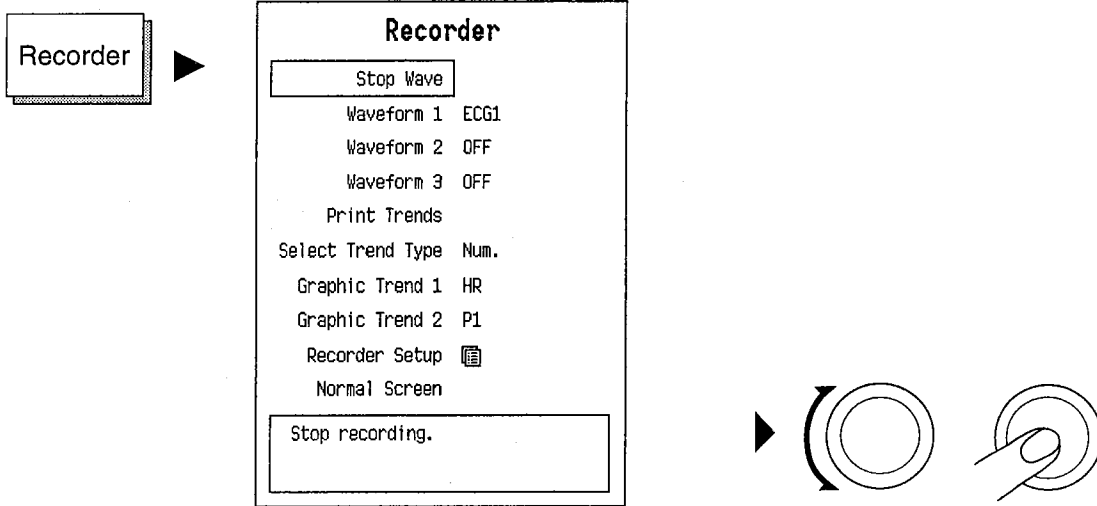 Recorder
Recorder
Stop Wave
Waveform 1 ECG1
Waveform 2 OFF
Waveform 3 OFF
Print Trends
Select Trend Type Num.
Graphic Trend 1 HR
Graphic Trend 2 P1
Recorder Setup
Normal Screen
Stop recording.